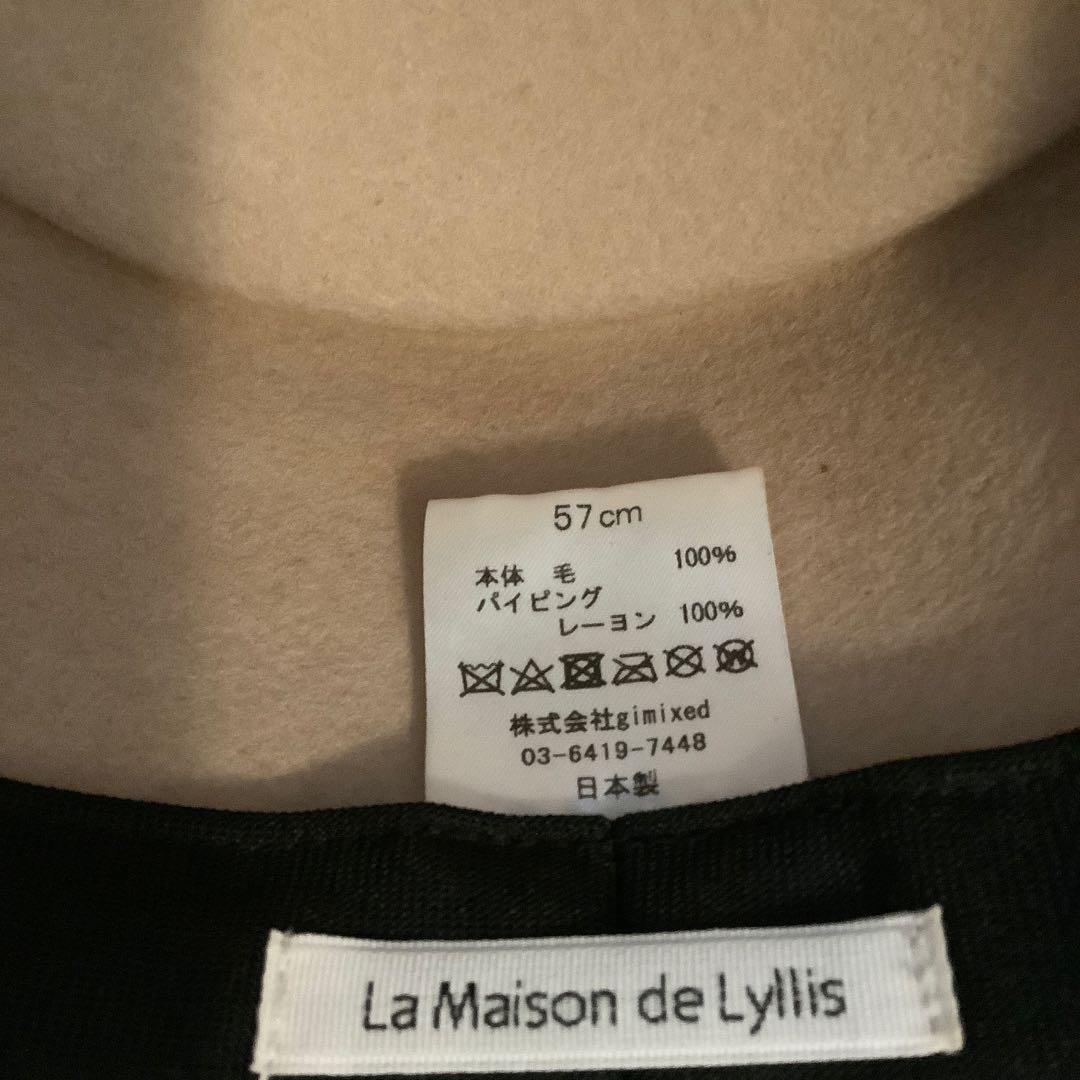 57cm
本体 毛 100%
パイピング
レーヨン 100%
株式会社gimixed
03-6419-7448
日本製
La Maison de Lyllis